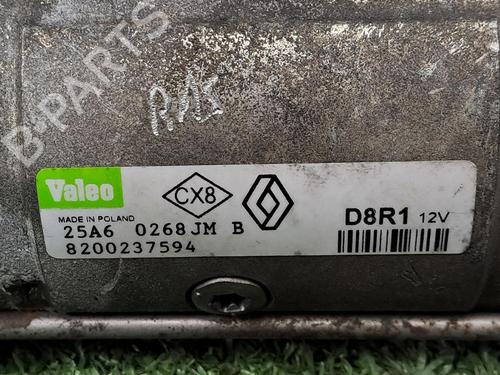 B-PARTS
Valeo
CX8
MADE IN POLAND
D8R1 12V
25A6 0268JM B
8200237594